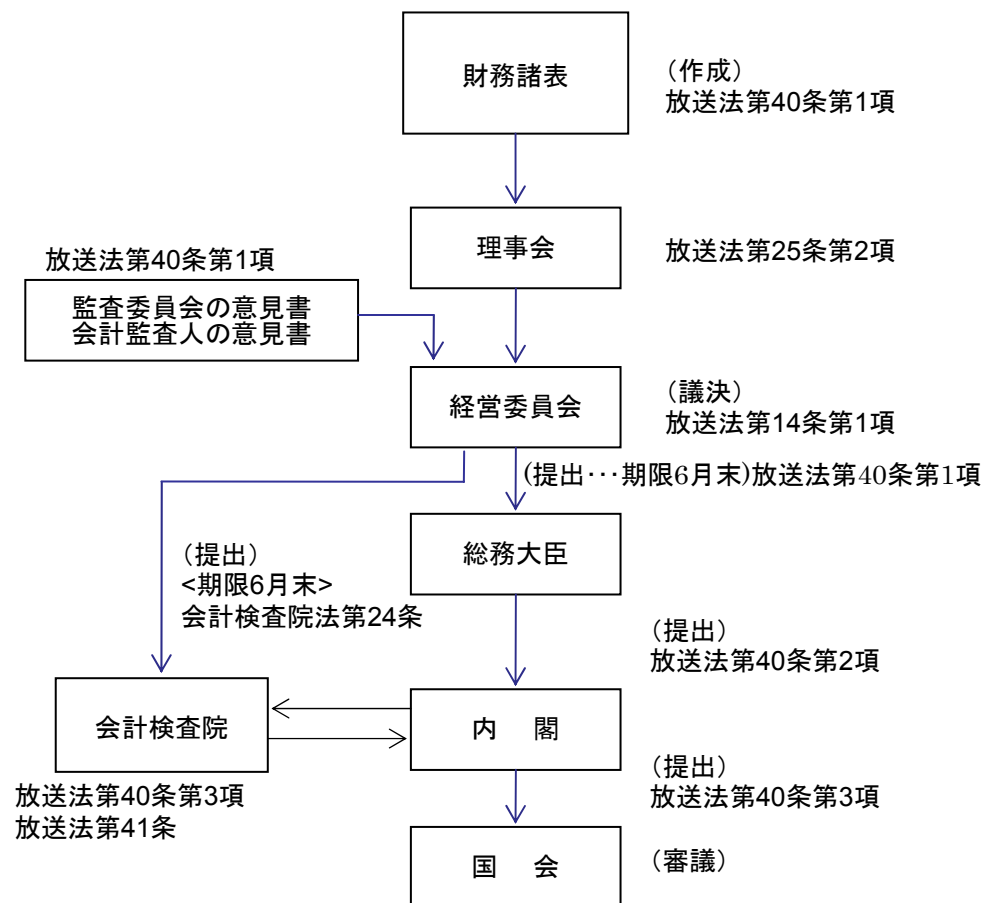 財務諸表
（作成）
放送法第40条第1項
理事会
放送法第25条第2項
放送法第40条第1項
監査委員会の意見書
会計監査人の意見書
経営委員会
（議決）
放送法第14条第1項
(提出･･･期限6月末)放送法第40条第1項
総務大臣
（提出）
<期限6月末>
会計検査院法第24条
（提出）
放送法第40条第2項
会計検査院
内　閣
放送法第40条第3項
放送法第41条
（提出）
放送法第40条第3項
国　会
（審議）